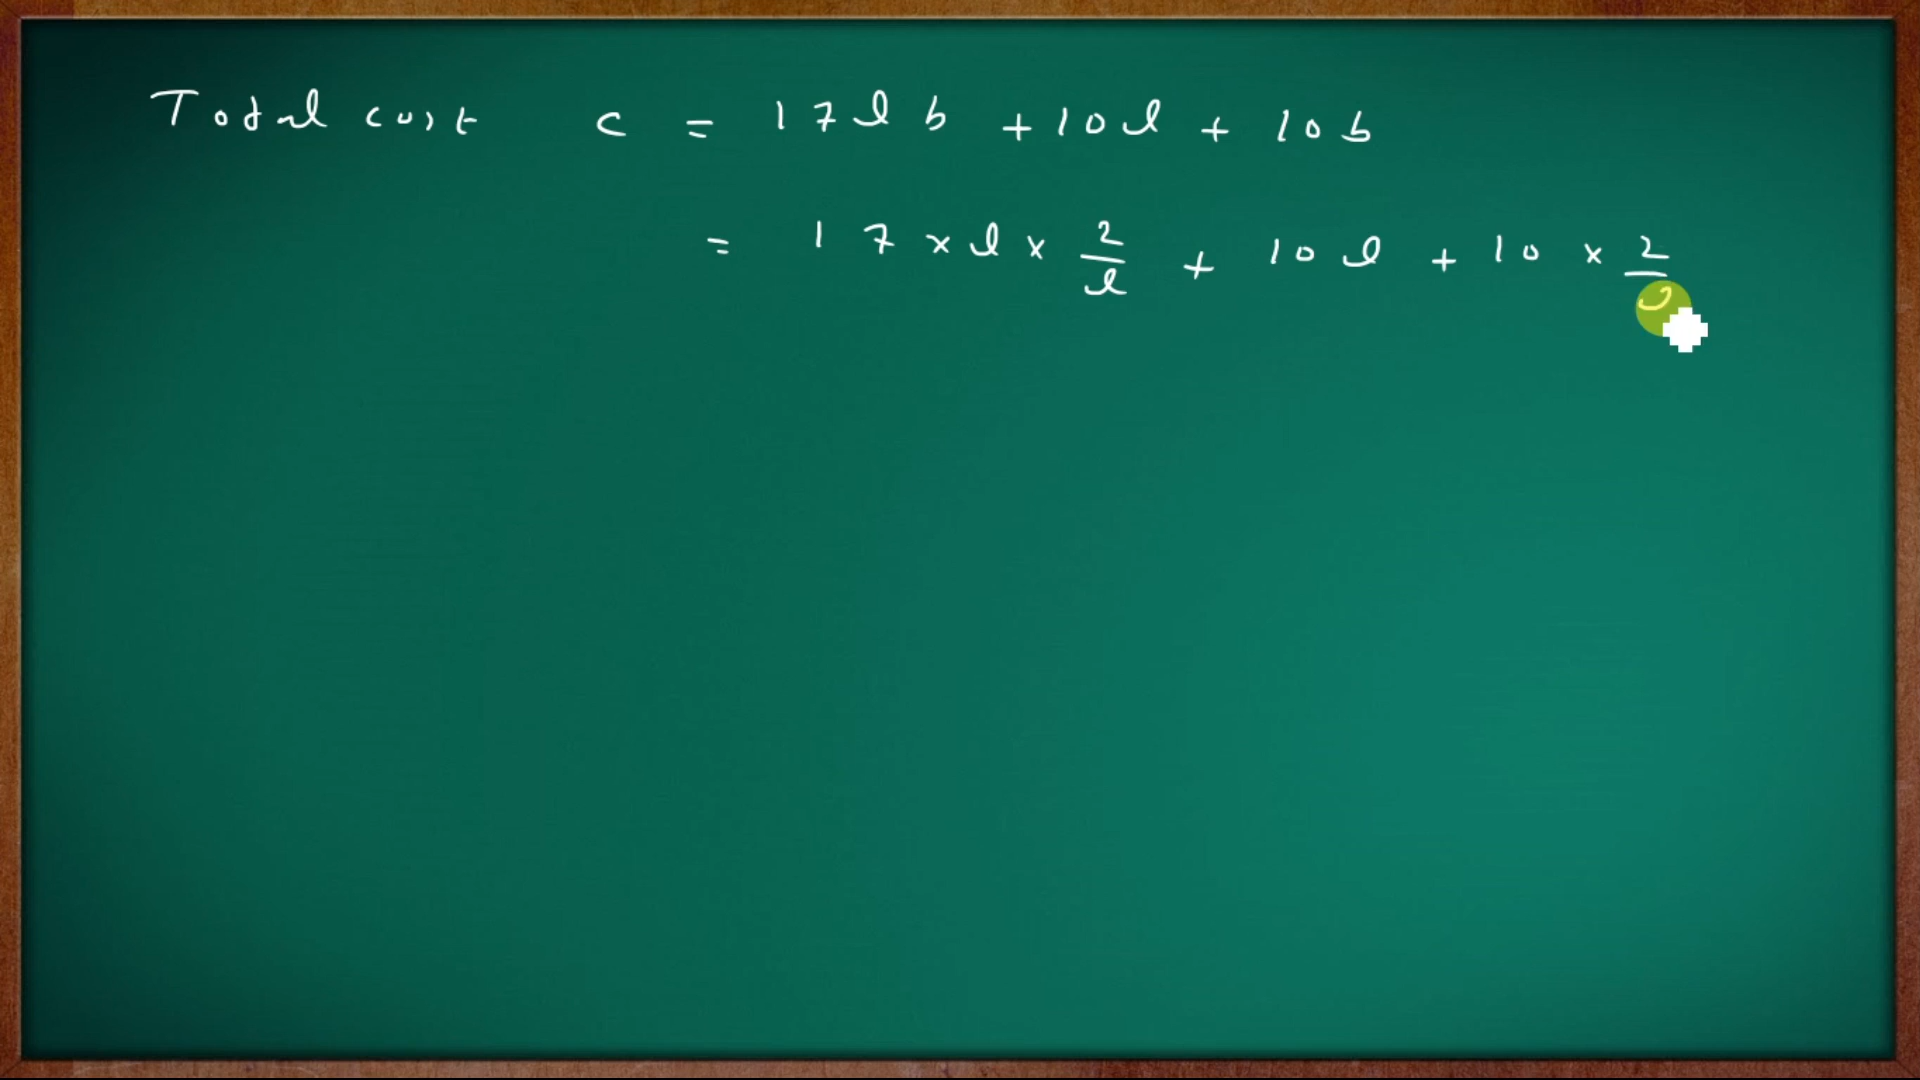 Total cost c = 17lb + 10l + 10b
= 17 × l × 2/l + 10l + 10 × 2/